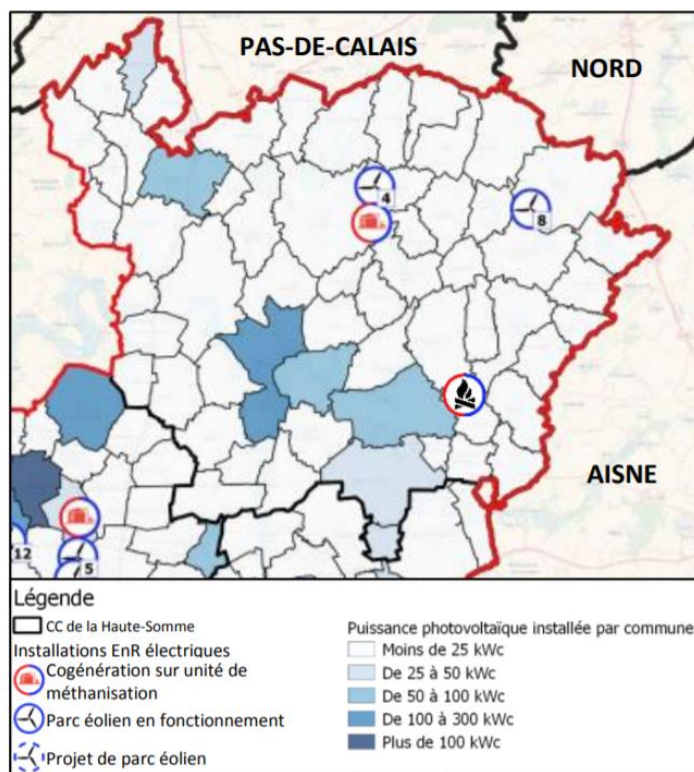 PAS-DE-CALAIS
NORD
4
8
AISNE
12
5
Légende
CC de la Haute-Somme
Installations EnR électriques
Cogénération sur unité de
méthanisation
Parc éolien en fonctionnement
Projet de parc éolien
Puissance photovoltaïque installée par commune
Moins de 25 kWc
De 25 à 50 kWc
De 50 à 100 kWc
De 100 à 300 kWc
Plus de 100 kWc